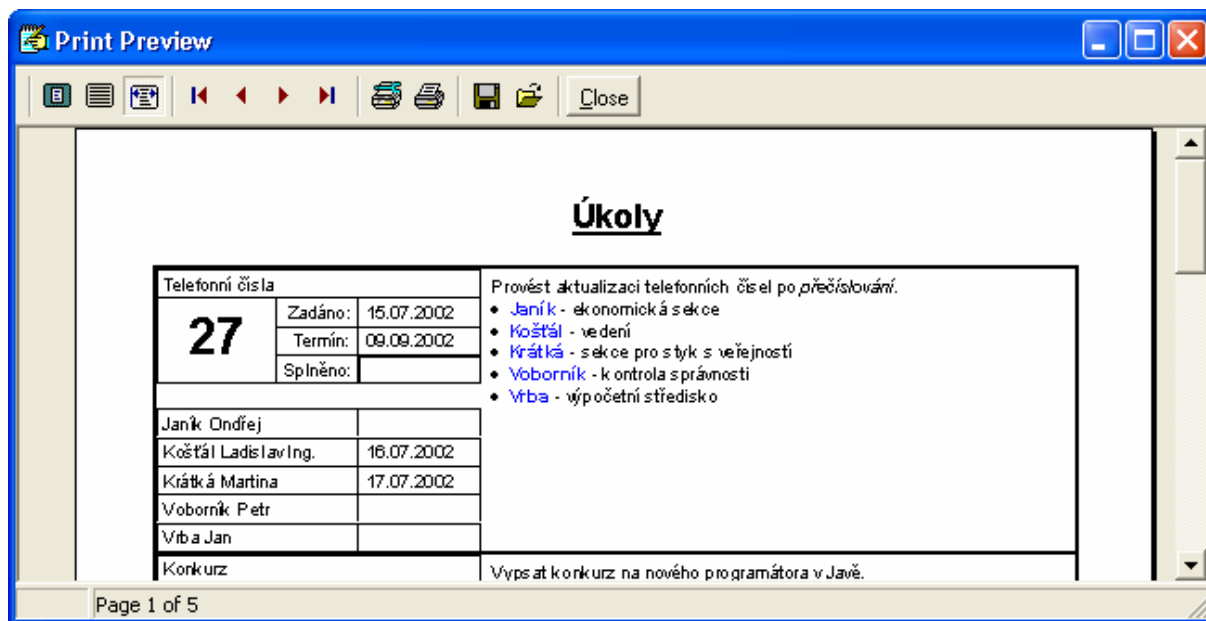 Print Preview
Close
Úkoly
Telefonní čísla
27
Zadáno: 15.07.2002
Termín: 09.09.2002
Splněno:
Provést aktualizaci telefonních čísel po přečíslování.
• Janík - ekonomická sekce
• Košťál - vedení
• Krátká - sekce pro styk s veřejností
• Voborník - kontrola správnosti
• Vrba - výpočetní středisko
Janík Ondřej
Košťál Ladislav Ing. 16.07.2002
Krátká Martina 17.07.2002
Voborník Petr
Vrba Jan
Konkurz
Vypsat konkurz na nového programátora v Javě.
Page 1 of 5